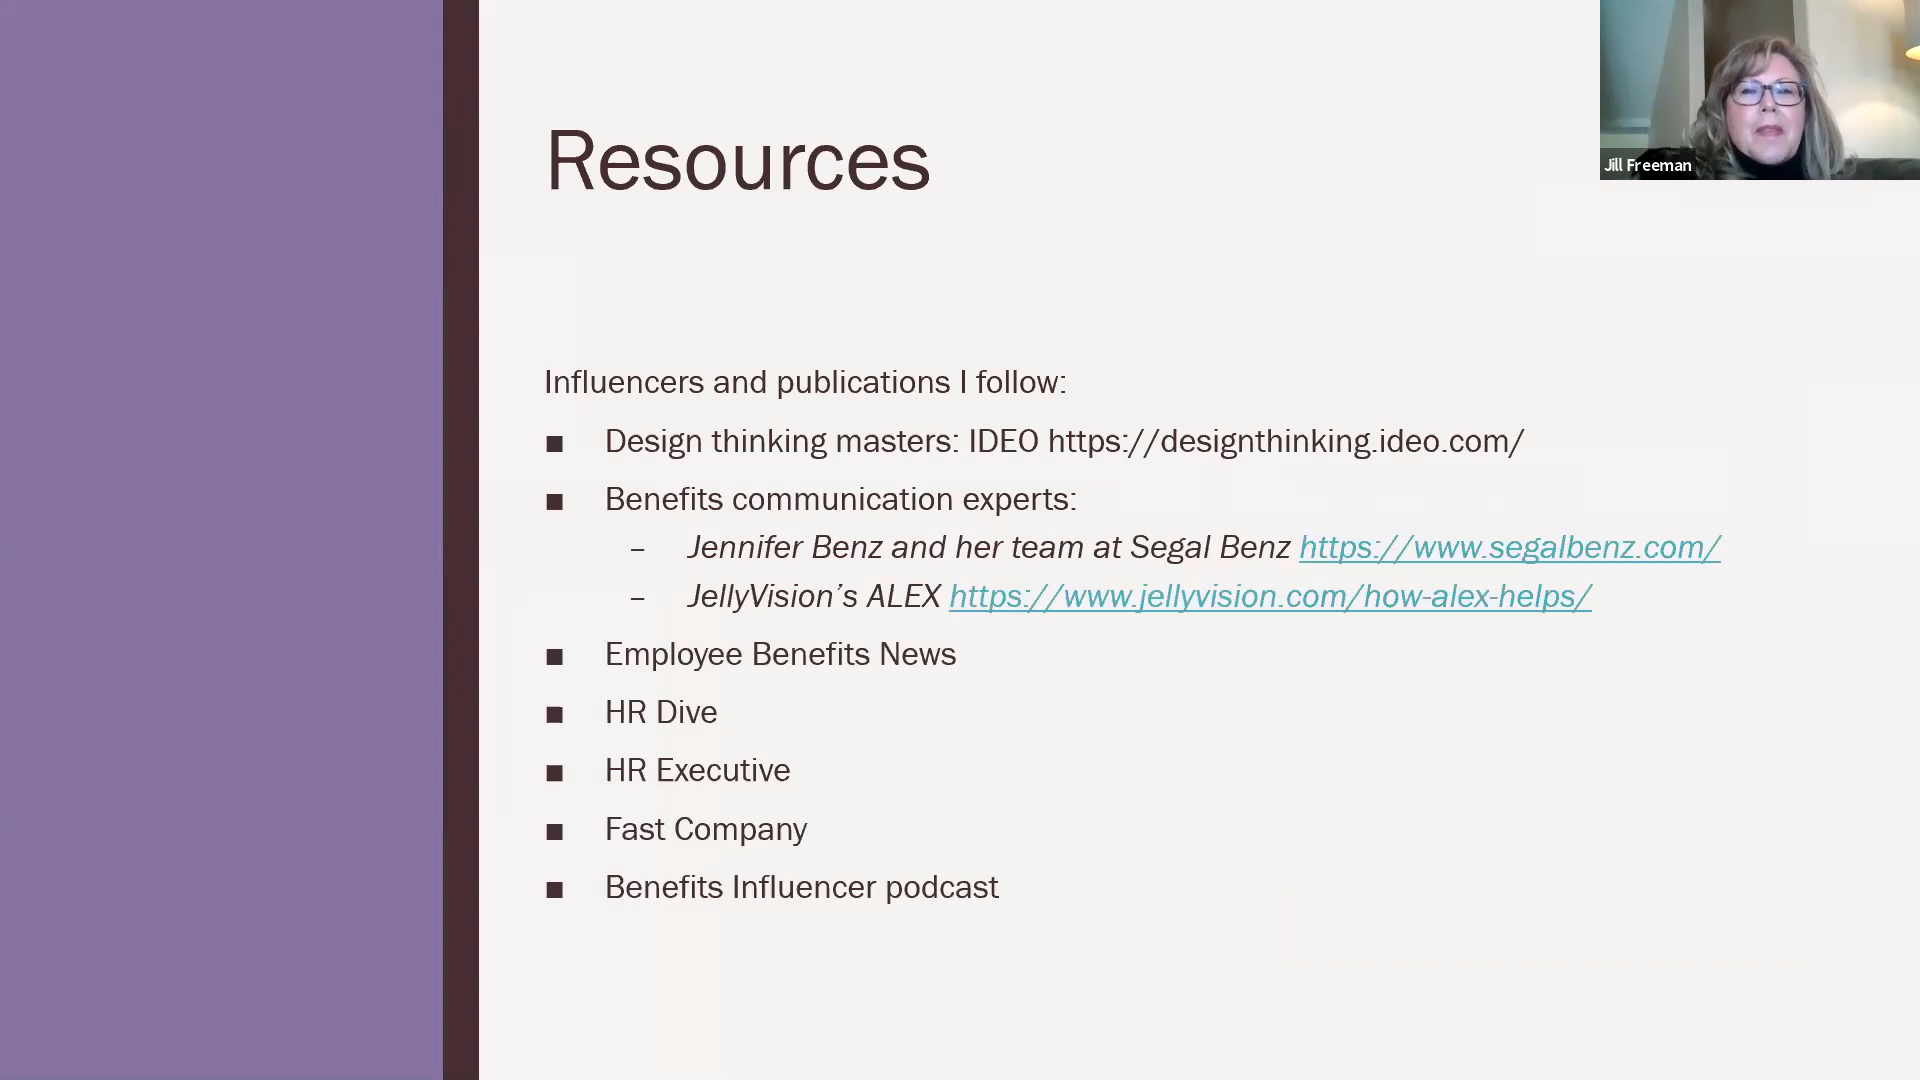 Resources
Jill Freeman
Influencers and publications I follow:
■ Design thinking masters: IDEO https://designthinking.ideo.com/
■ Benefits communication experts:
– Jennifer Benz and her team at Segal Benz https://www.segalbenz.com/
– JellyVision’s ALEX https://www.jellyvision.com/how-alex-helps/
■ Employee Benefits News
■ HR Dive
■ HR Executive
■ Fast Company
■ Benefits Influencer podcast